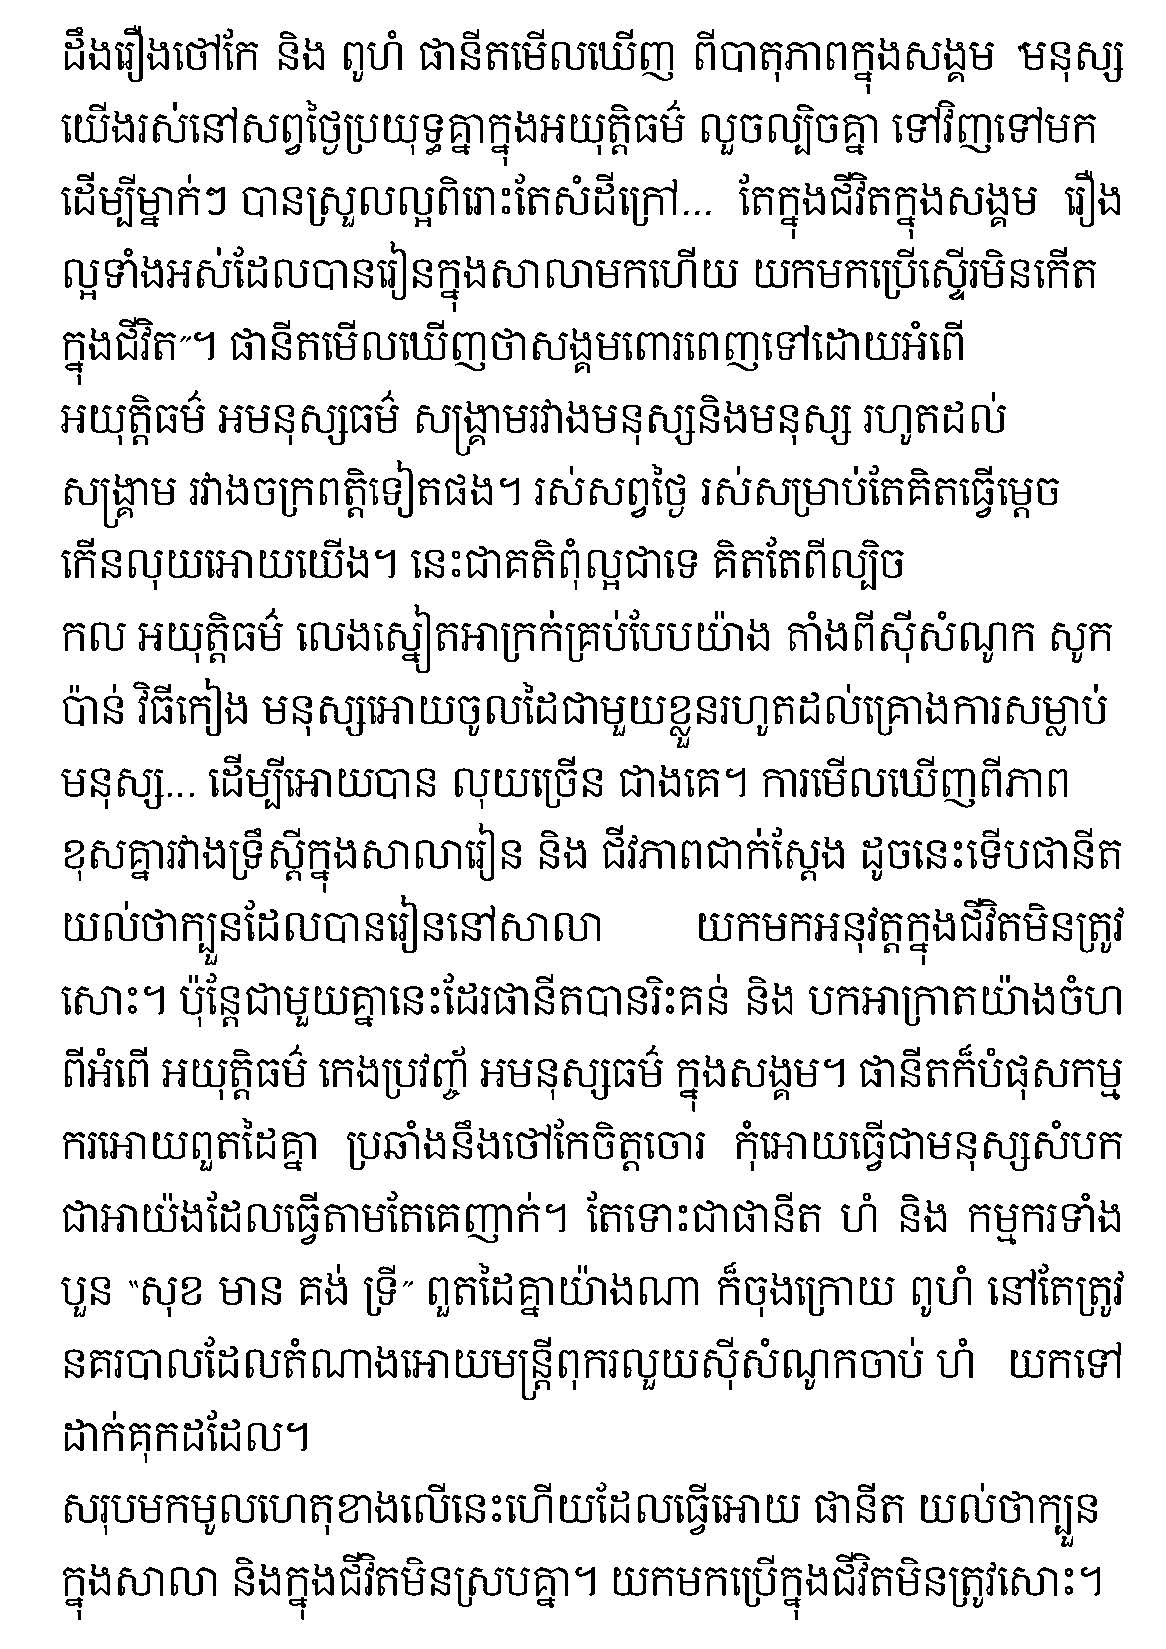 ដឹងរឿងថៅកែ និង ពូហំ ផានីតមើលឃើញ ពីបាតុភាពក្នុងសង្គម “មនុស្ស
យើងរស់នៅសព្វថ្ងៃប្រយុទ្ធគ្នាក្នុងអយុត្តិធម៌ លួចល្បិចគ្នា ទៅវិញទៅមក
ដើម្បីម្នាក់ៗ បានស្រួលល្អពិរោះតែសំដីក្រៅ... តែក្នុងជីវិតក្នុងសង្គម រឿង
ល្អទាំងអស់ដែលបានរៀនក្នុងសាលាមកហើយ យកមកប្រើស្ទើរមិនកើត
ក្នុងជីវិត”។ ផានីតមើលឃើញថាសង្គមពោរពេញទៅដោយអំពើ
អយុត្តិធម៌ អមនុស្សធម៌ សង្គ្រាមរវាងមនុស្សនិងមនុស្ស រហូតដល់
សង្គ្រាម រវាងចក្រពត្តិទៀតផង។ រស់សព្វថ្ងៃ រស់សម្រាប់តែគិតធ្វើម្ដេច
កើនលុយអោយយើង។ នេះជាគតិពុំល្អជាទេ គិតតែពីល្បិច
កល អយុត្តិធម៌ លេងស្នៀតអាក្រក់គ្រប់បែបយ៉ាង តាំងពីស៊ីសំណូក សូក
ប៉ាន់ វិធីកៀង មនុស្សអោយចូលដៃជាមួយខ្លួនរហូតដល់គ្រោងការសម្លាប់
មនុស្ស... ដើម្បីអោយបាន លុយច្រើន ជាងគេ។ ការមើលឃើញពីភាព
ខុសគ្នារវាងទ្រឹស្ដីក្នុងសាលារៀន និង ជីវភាពជាក់ស្ដែង ដូចនេះទើបផានីត
យល់ថាក្បួនដែលបានរៀននៅសាលា យកមកអនុវត្តក្នុងជីវិតមិនត្រូវ
សោះ។ ប៉ុន្តែជាមួយគ្នានេះដែរផានីតបានរិះគន់ និង បកអាក្រាតយ៉ាងចំហ
ពីអំពើ អយុត្តិធម៌ កេងប្រវញ្ច័ អមនុស្សធម៌ ក្នុងសង្គម។ ផានីតក៏បំផុសកម្ម
ករអោយពួតដៃគ្នា ប្រឆាំងនឹងថៅកែចិត្តចោរ កុំអោយធ្វើជាមនុស្សសំបក
ជាអាយ៉ងដែលធ្វើតាមតែគេញាក់។ តែទោះជាផានីត ហំ និង កម្មករទាំង
បួន “សុខ មាន គង់ ទ្រី” ពួតដៃគ្នាយ៉ាងណា ក៏ចុងក្រោយ ពូហំ នៅតែត្រូវ
នគរបាលដែលតំណាងអោយមន្ត្រីពុករលួយស៊ីសំណូកចាប់ ហំ យកទៅ
ដាក់គុកដដែល។
សរុបមកមូលហេតុខាងលើនេះហើយដែលធ្វើអោយ ផានីត យល់ថាក្បួន
ក្នុងសាលា និងក្នុងជីវិតមិនស្របគ្នា។ យកមកប្រើក្នុងជីវិតមិនត្រូវសោះ។